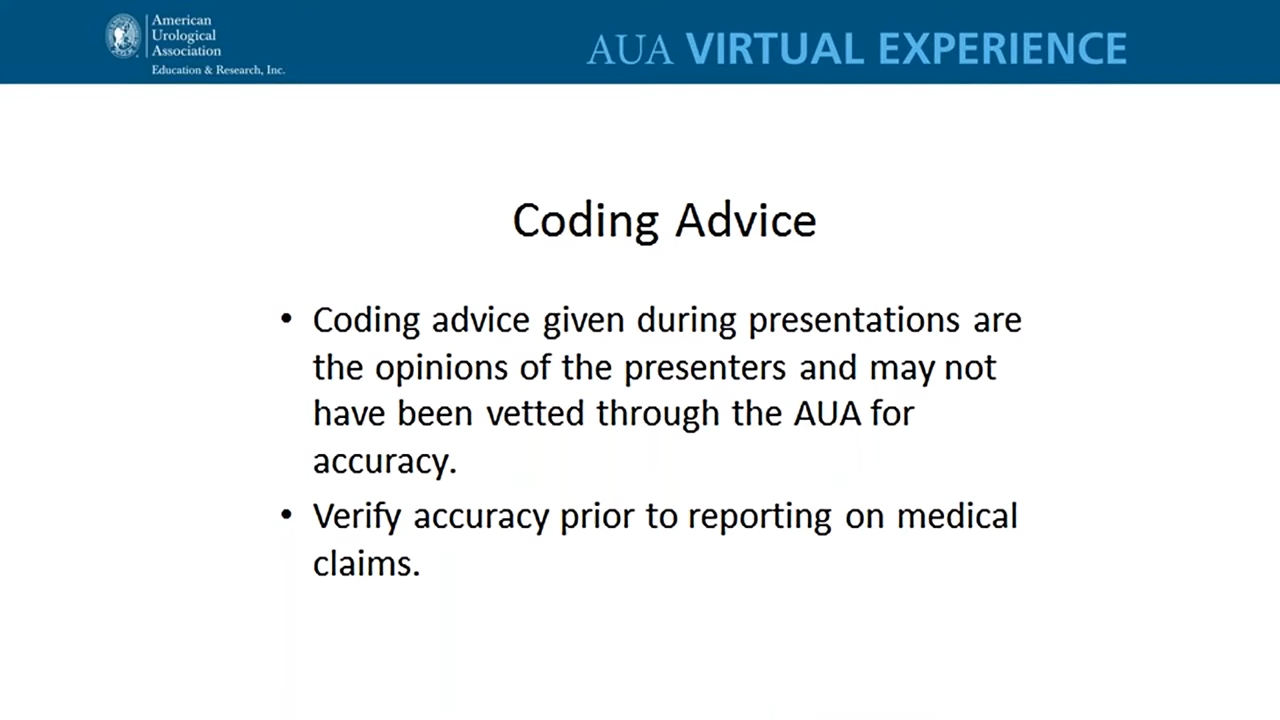 American
Urological
Association
Education & Research, Inc.
AUA VIRTUAL EXPERIENCE
Coding Advice
• Coding advice given during presentations are
the opinions of the presenters and may not
have been vetted through the AUA for
accuracy.
• Verify accuracy prior to reporting on medical
claims.